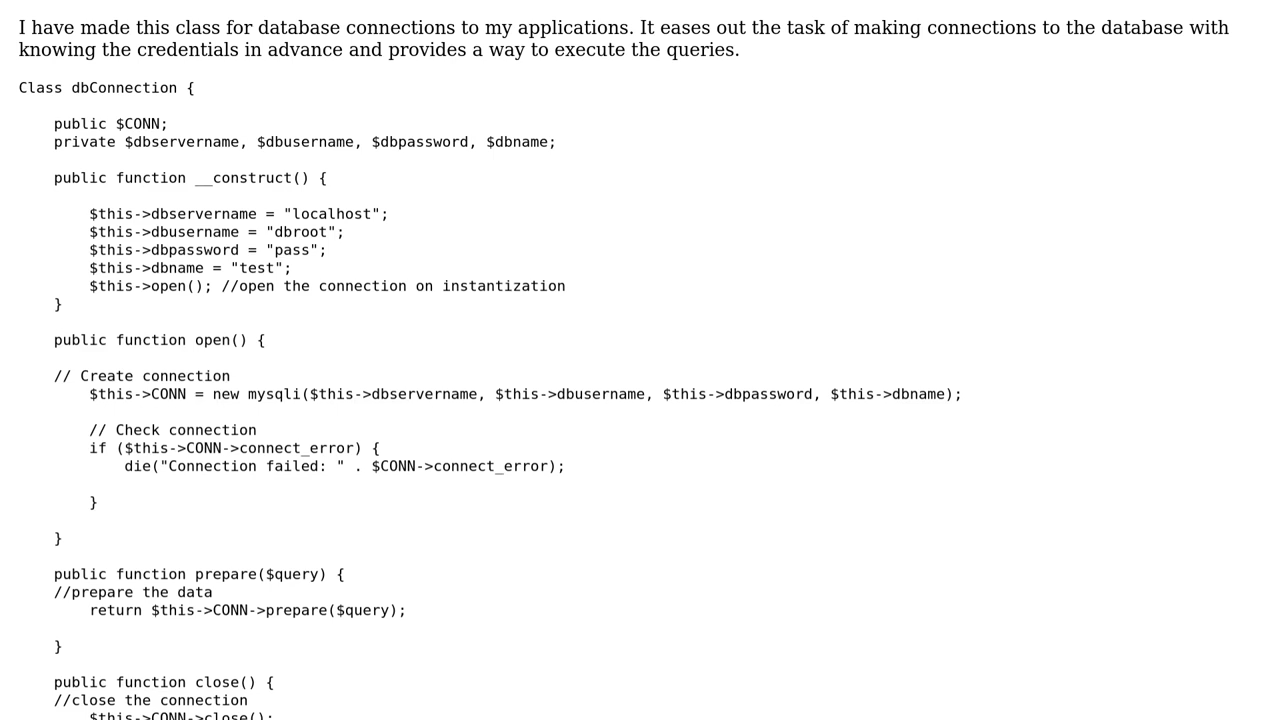 I have made this class for database connections to my applications. It eases out the task of making connections to the database with
knowing the credentials in advance and provides a way to execute the queries.
Class dbConnection {
    public $CONN;
    private $dbservername, $dbusername, $dbpassword, $dbname;
    public function __construct() {
        $this->dbservername = "localhost";
        $this->dbusername = "dbroot";
        $this->dbpassword = "pass";
        $this->dbname = "test";
        $this->open(); //open the connection on instantization
    }
    public function open() {
    // Create connection
        $this->CONN = new mysqli($this->dbservername, $this->dbusername, $this->dbpassword, $this->dbname);
        // Check connection
        if ($this->CONN->connect_error) {
            die("Connection failed: " . $CONN->connect_error);
        }
    }
    public function prepare($query) {
    //prepare the data
        return $this->CONN->prepare($query);
    }
    public function close() {
    //close the connection
        $this->CONN->close();